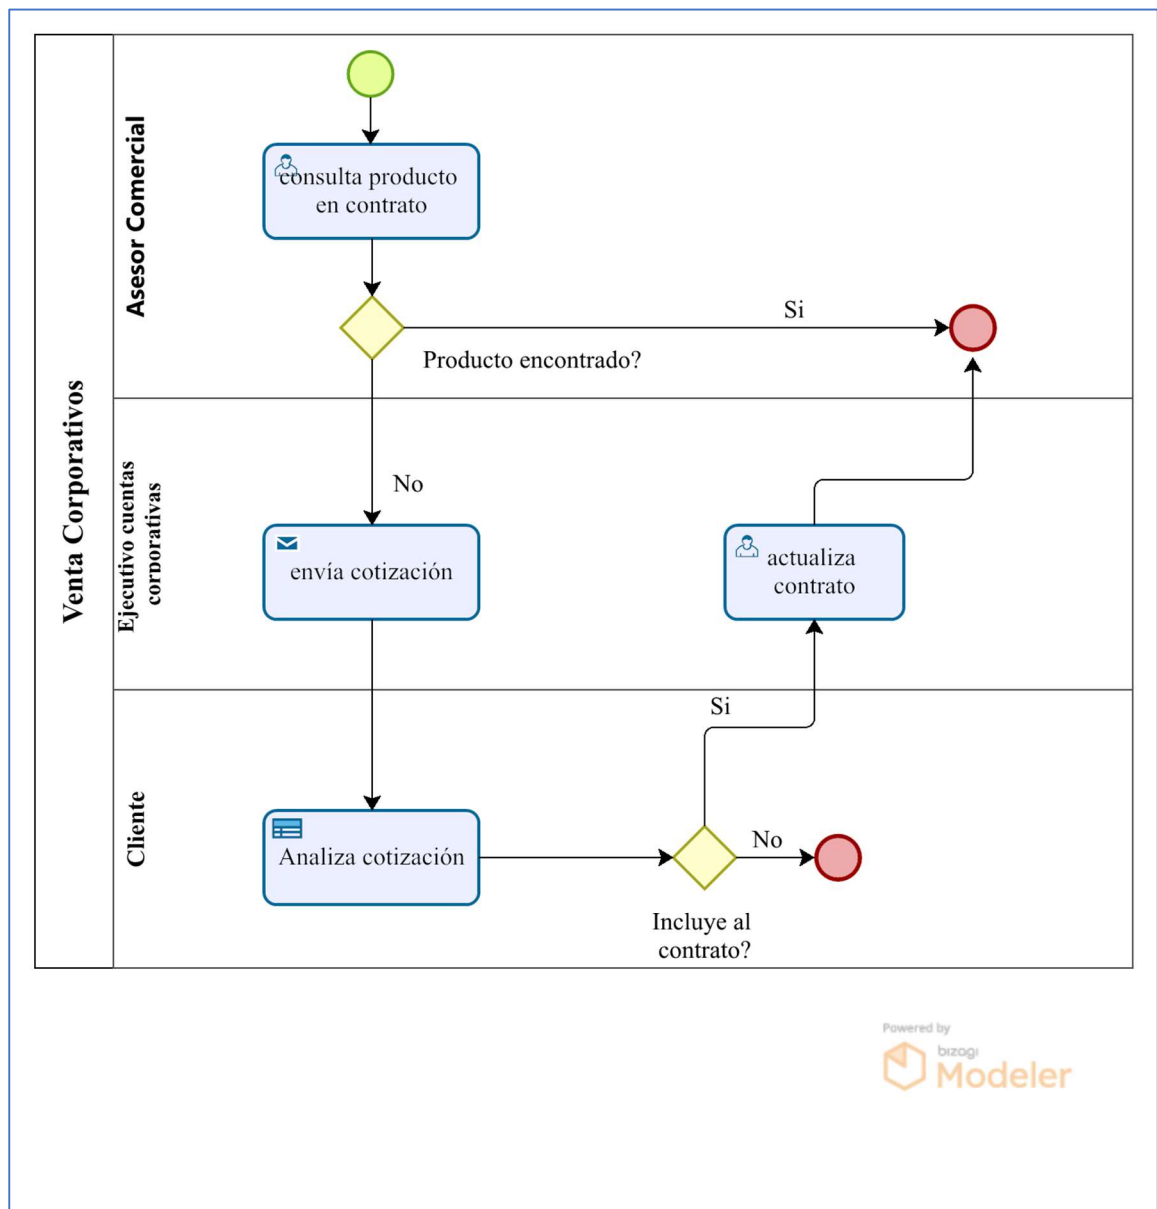 Venta Corporativos
Asesor Comercial
consulta producto
en contrato
Si
Producto encontrado?
Ejecutivo cuentas
corporativas
No
envía cotización
actualiza
contrato
Cliente
Si
Analiza cotización
No
Incluye al
contrato?
Powered by
bizagi
Modeler